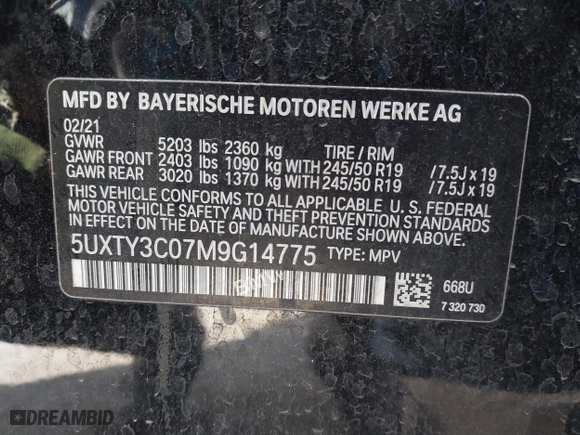 MFD BY BAYERISCHE MOTOREN WERKE AG
02/21
GVWR 5203 lbs 2360 kg TIRE / RIM
GAWR FRONT 2403 lbs 1090 kg WITH 245/50 R19 /7.5J x 19
GAWR REAR 3020 lbs 1370 kg WITH 245/50 R19 /7.5J x 19
THIS VEHICLE CONFORMS TO ALL APPLICABLE U. S. FEDERAL
MOTOR VEHICLE SAFETY AND THEFT PREVENTION STANDARDS
IN EFFECT ON THE DATE OF MANUFACTURE SHOWN ABOVE.
5UXTY3C07M9G14775 TYPE: MPV
BMW
668U
7 320 730
DREAMBID